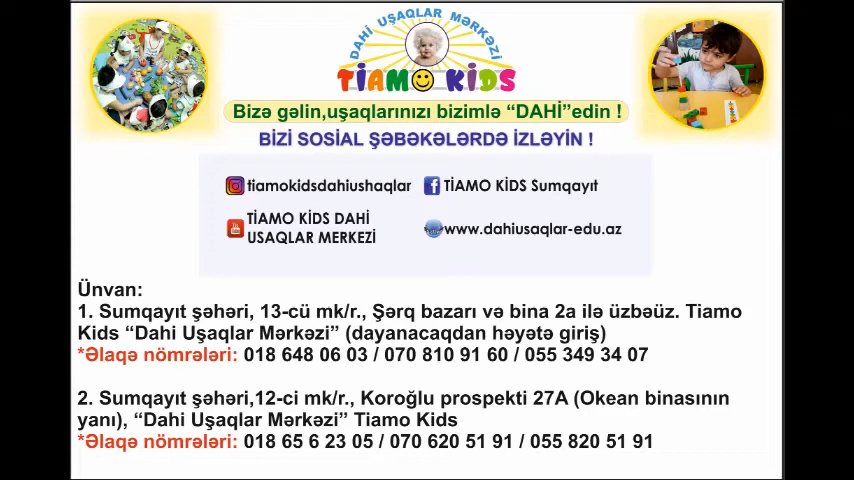 DAHİ UŞAQLAR MƏRKƏZİ
TİAMO KİDS
Bizə gəlin,uşaqlarınızı bizimlə “DAHİ”edin !
BİZİ SOSİAL ŞƏBƏKƏLƏRDƏ İZLƏYİN !
tiamokidsdahiushaqlar
TİAMO KİDS Sumqayıt
TİAMO KİDS DAHİ
USAQLAR MERKEZİ
www.dahiusaqlar-edu.az
Ünvan:
1. Sumqayıt şəhəri, 13-cü mk/r., Şərq bazarı və bina 2a ilə üzbəüz. Tiamo
Kids “Dahi Uşaqlar Mərkəzi” (dayanacaqdan həyətə giriş)
*Əlaqə nömrələri: 018 648 06 03 / 070 810 91 60 / 055 349 34 07
2. Sumqayıt şəhəri,12-ci mk/r., Koroğlu prospekti 27A (Okean binasının
yanı), “Dahi Uşaqlar Mərkəzi” Tiamo Kids
*Əlaqə nömrələri: 018 65 6 23 05 / 070 620 51 91 / 055 820 51 91